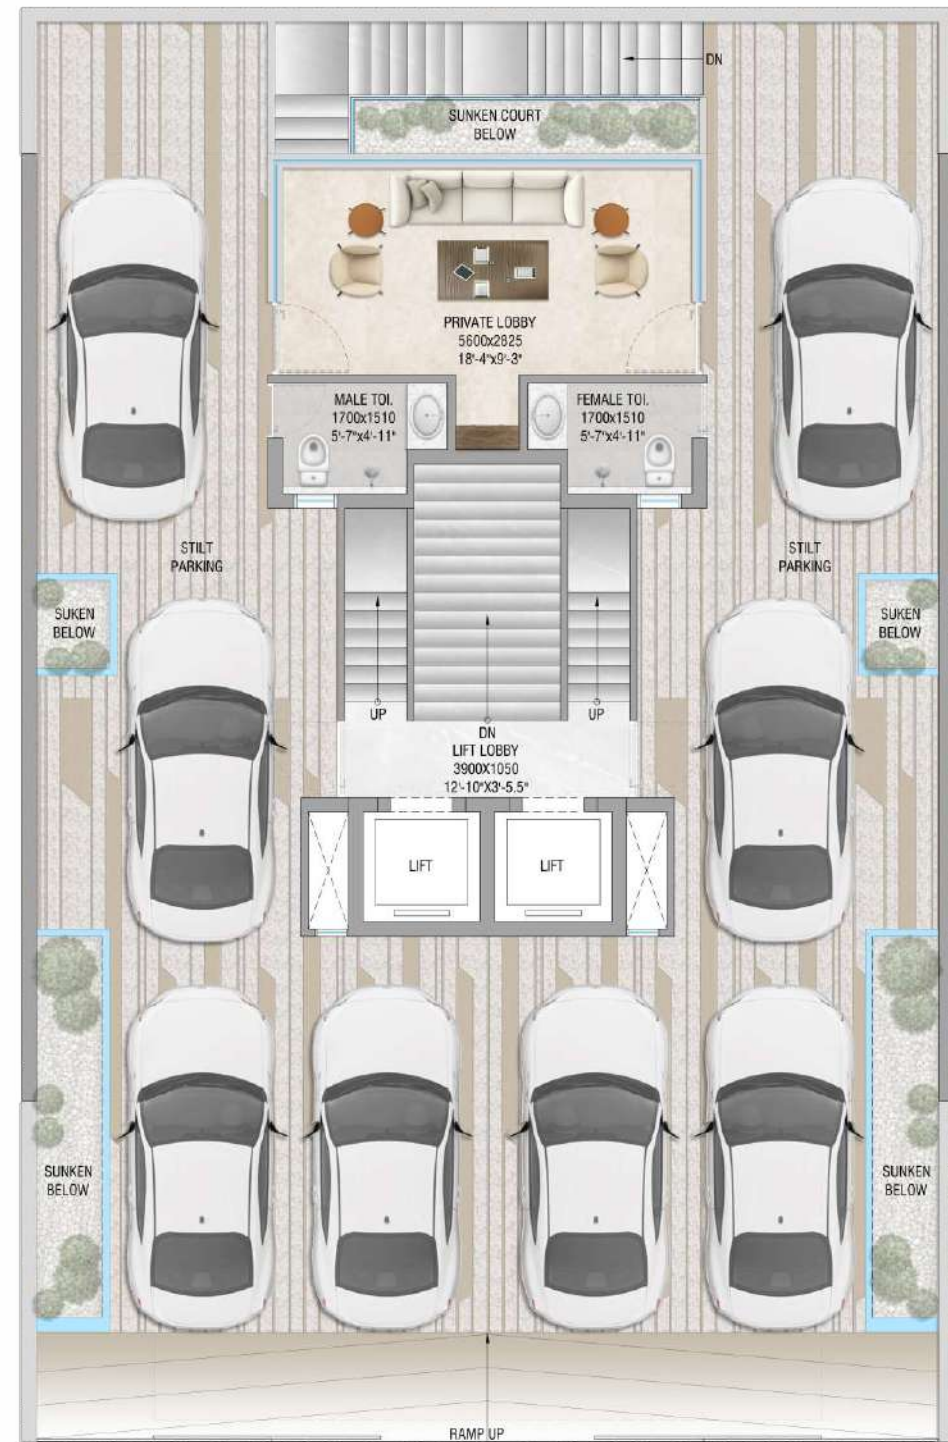 DN
SUNKEN COURT
BELOW
PRIVATE LOBBY
5600x2825
18'-4"x9'-3"
MALE TOI.
1700x1510
5'-7"x4'-11"
FEMALE TOI.
1700x1510
5'-7"x4'-11"
STILT
PARKING
STILT
PARKING
SUKEN
BELOW
SUKEN
BELOW
UP
UP
DN
LIFT LOBBY
3900X1050
12'-10"X3'-5.5"
LIFT
LIFT
SUNKEN
BELOW
SUNKEN
BELOW
RAMP UP